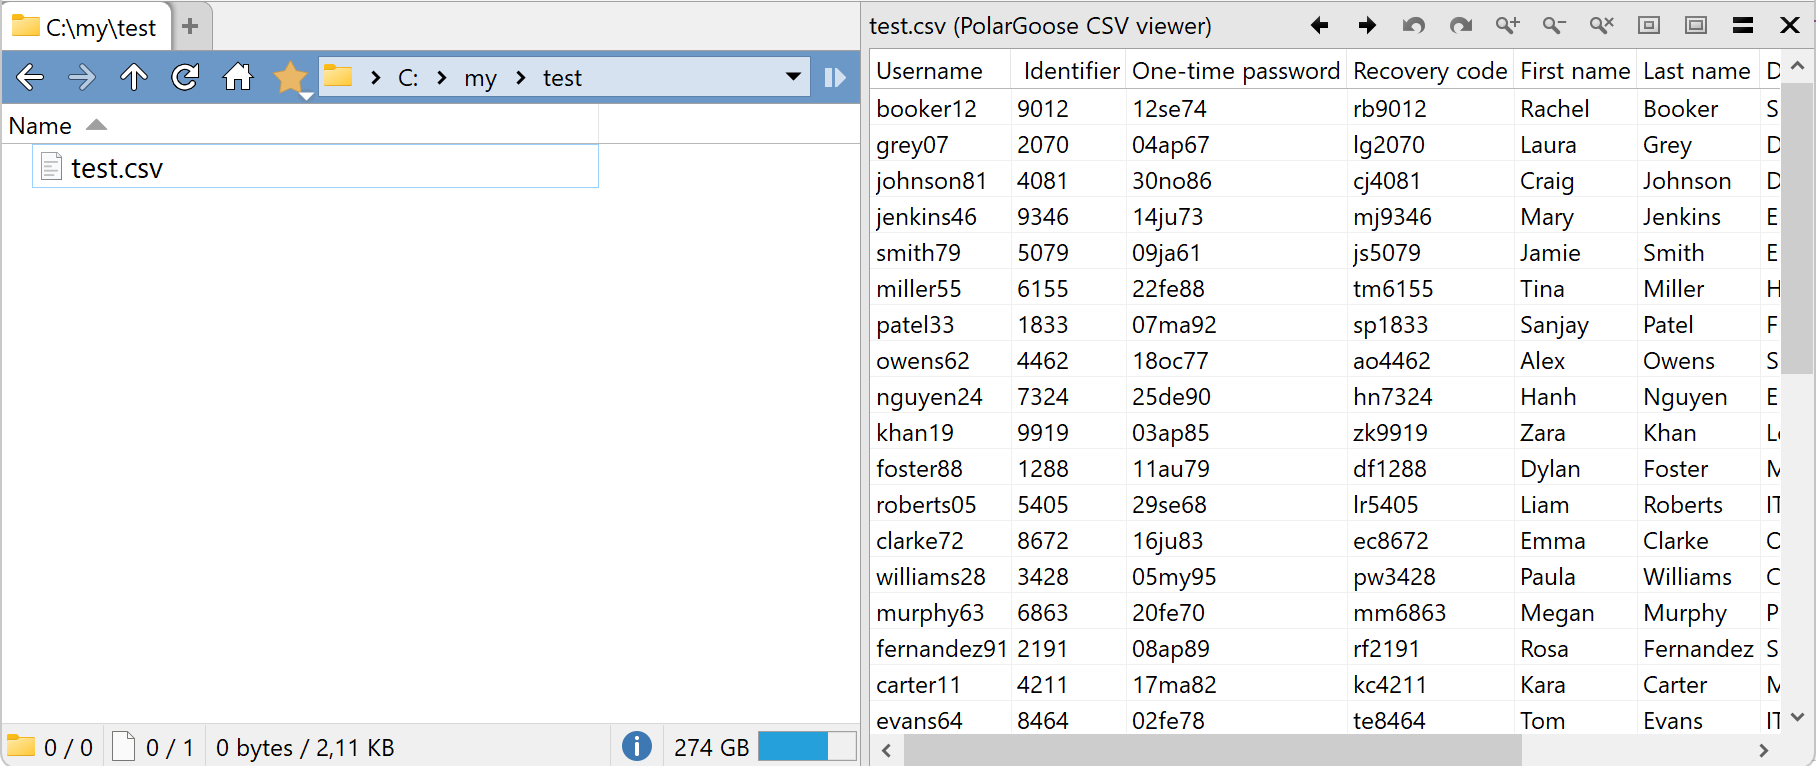 C:\my\test
C: my test
Name
test.csv
0 / 0 0 / 1 0 bytes / 2,11 KB 274 GB
test.csv (PolarGoose CSV viewer)
Username Identifier One-time password Recovery code First name Last name D
booker12 9012 12se74 rb9012 Rachel Booker S
grey07 2070 04ap67 lg2070 Laura Grey D
johnson81 4081 30no86 cj4081 Craig Johnson D
jenkins46 9346 14ju73 mj9346 Mary Jenkins E
smith79 5079 09ja61 js5079 Jamie Smith E
miller55 6155 22fe88 tm6155 Tina Miller H
patel33 1833 07ma92 sp1833 Sanjay Patel F
owens62 4462 18oc77 ao4462 Alex Owens S
nguyen24 7324 25de90 hn7324 Hanh Nguyen E
khan19 9919 03ap85 zk9919 Zara Khan L
foster88 1288 11au79 df1288 Dylan Foster M
roberts05 5405 29se68 lr5405 Liam Roberts IT
clarke72 8672 16ju83 ec8672 Emma Clarke C
williams28 3428 05my95 pw3428 Paula Williams C
murphy63 6863 20fe70 mm6863 Megan Murphy P
fernandez91 2191 08ap89 rf2191 Rosa Fernandez S
carter11 4211 17ma82 kc4211 Kara Carter M
evans64 8464 02fe78 te8464 Tom Evans IT